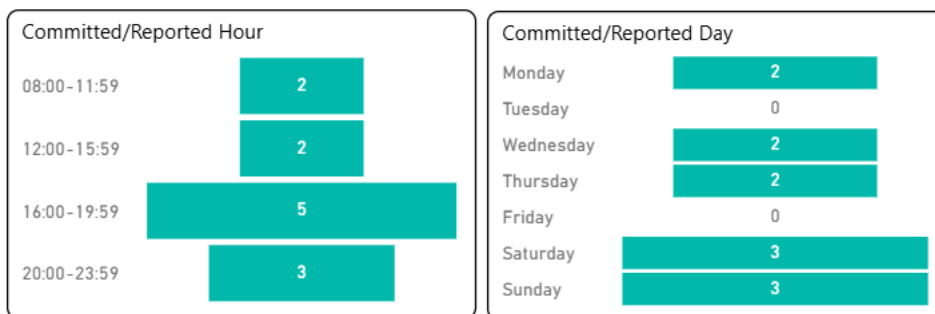 Committed/Reported Hour
08:00-11:59 2
12:00-15:59 2
16:00-19:59 5
20:00-23:59 3
Committed/Reported Day
Monday 2
Tuesday 0
Wednesday 2
Thursday 2
Friday 0
Saturday 3
Sunday 3